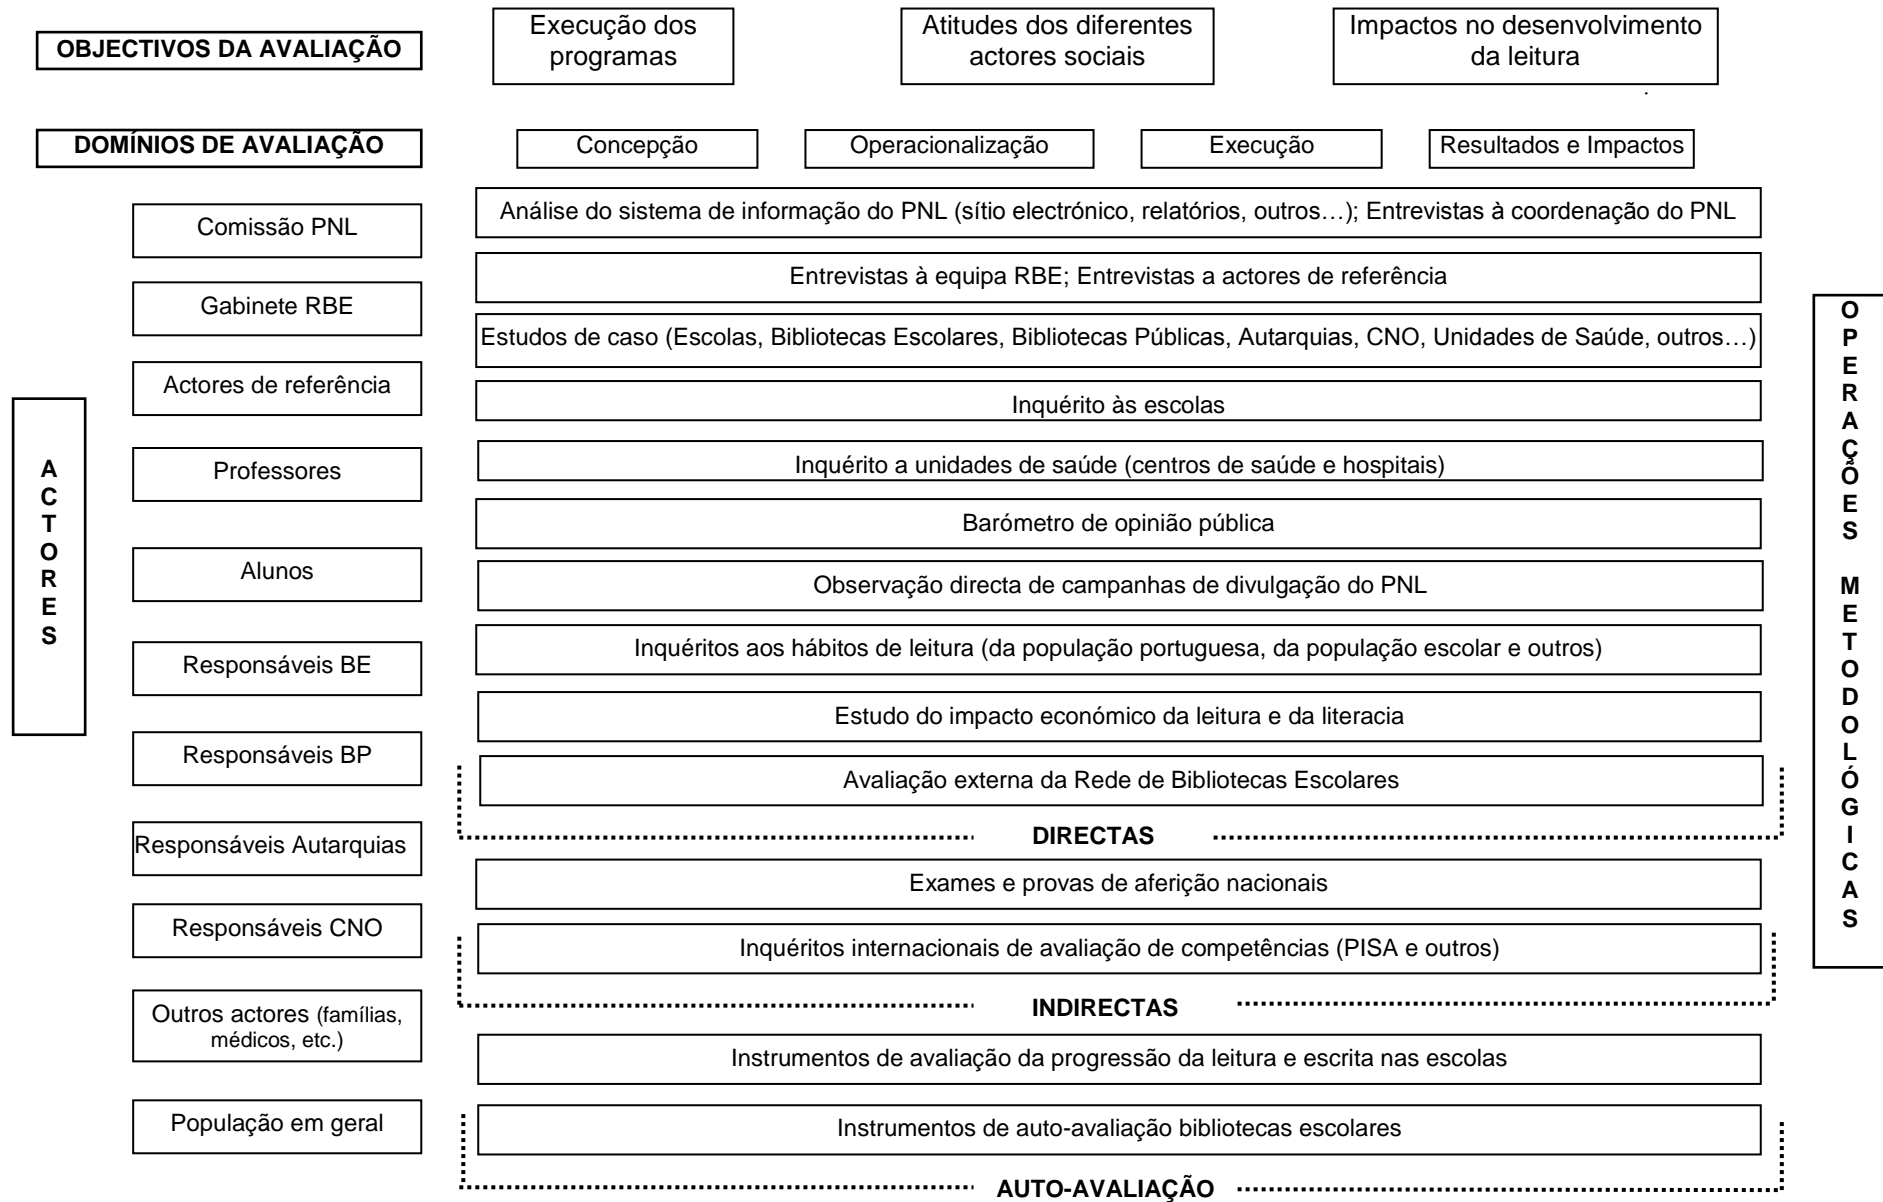 OBJECTIVOS DA AVALIAÇÃO
Execução dos
programas
Atitudes dos diferentes
actores sociais
Impactos no desenvolvimento
da leitura
DOMÍNIOS DE AVALIAÇÃO
Concepção
Operacionalização
Execução
Resultados e Impactos
ACTORES
Comissão PNL
Gabinete RBE
Actores de referência
Professores
Alunos
Responsáveis BE
Responsáveis BP
Responsáveis Autarquias
Responsáveis CNO
Outros actores (famílias,
médicos, etc.)
População em geral
Análise do sistema de informação do PNL (sítio electrónico, relatórios, outros…); Entrevistas à coordenação do PNL
Entrevistas à equipa RBE; Entrevistas a actores de referência
Estudos de caso (Escolas, Bibliotecas Escolares, Bibliotecas Públicas, Autarquias, CNO, Unidades de Saúde, outros…)
Inquérito às escolas
Inquérito a unidades de saúde (centros de saúde e hospitais)
Barómetro de opinião pública
Observação directa de campanhas de divulgação do PNL
Inquéritos aos hábitos de leitura (da população portuguesa, da população escolar e outros)
Estudo do impacto económico da leitura e da literacia
Avaliação externa da Rede de Bibliotecas Escolares
DIRECTAS
Exames e provas de aferição nacionais
Inquéritos internacionais de avaliação de competências (PISA e outros)
INDIRECTAS
Instrumentos de avaliação da progressão da leitura e escrita nas escolas
Instrumentos de auto-avaliação bibliotecas escolares
AUTO-AVALIAÇÃO
OPERAÇÕES METODOLÓGICAS